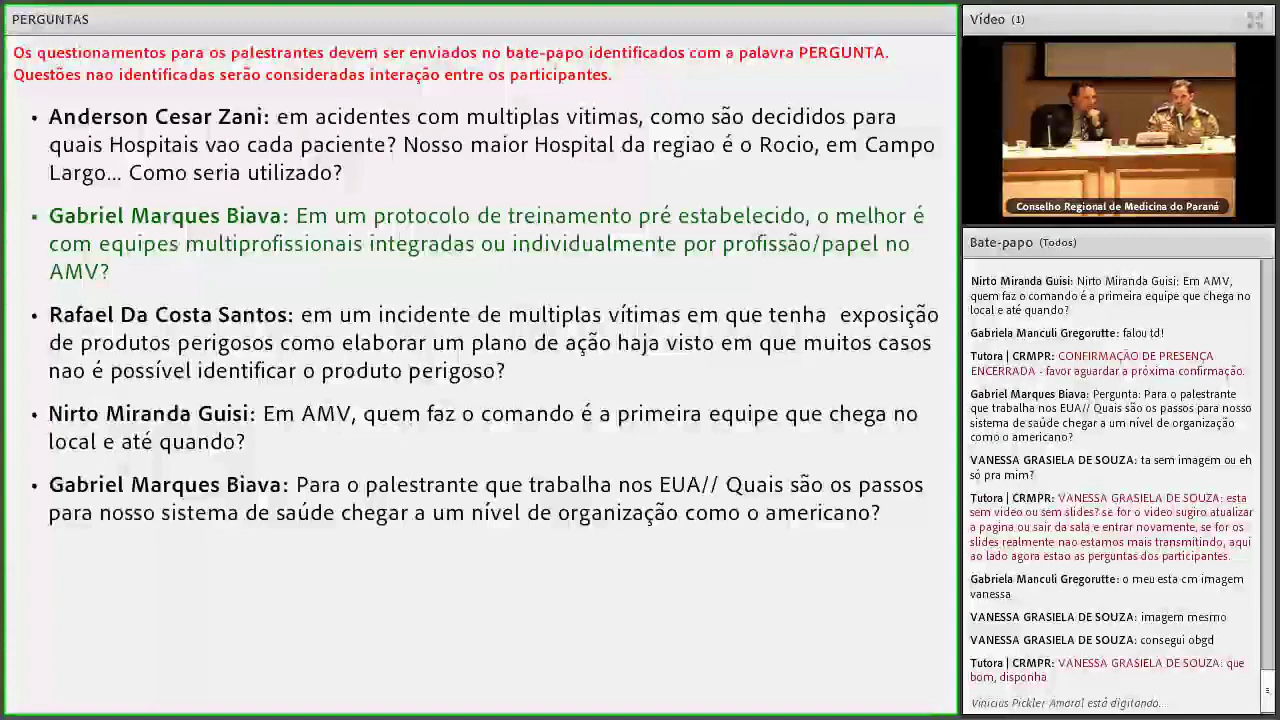 PERGUNTAS
Os questionamentos para os palestrantes devem ser enviados no bate-papo identificados com a palavra PERGUNTA.
Questões nao identificadas serão consideradas interação entre os participantes.
• Anderson Cesar Zani: em acidentes com multiplas vitimas, como são decididos para
quais Hospitais vao cada paciente? Nosso maior Hospital da regiao é o Rocio, em Campo
Largo... Como seria utilizado?
• Gabriel Marques Biava: Em um protocolo de treinamento pré estabelecido, o melhor é
com equipes multiprofissionais integradas ou individualmente por profissão/papel no
AMV?
• Rafael Da Costa Santos: em um incidente de multiplas vítimas em que tenha exposição
de produtos perigosos como elaborar um plano de ação haja visto em que muitos casos
nao é possível identificar o produto perigoso?
• Nirto Miranda Guisi: Em AMV, quem faz o comando é a primeira equipe que chega no
local e até quando?
• Gabriel Marques Biava: Para o palestrante que trabalha nos EUA// Quais são os passos
para nosso sistema de saúde chegar a um nível de organização como o americano?
Vídeo (1)
Conselho Regional de Medicina do Paraná
Bate-papo (Todos)
Nirto Miranda Guisi: Nirto Miranda Guisi: Em AMV,
quem faz o comando é a primeira equipe que chega no
local e até quando?
Gabriela Manculi Gregorutte: falou td!
Tutora | CRMPR: CONFIRMAÇÃO DE PRESENÇA
ENCERRADA - favor aguardar a próxima confirmação.
Gabriel Marques Biava: Pergunta: Para o palestrante
que trabalha nos EUA// Quais são os passos para nosso
sistema de saúde chegar a um nível de organização
como o americano?
VANESSA GRASIELA DE SOUZA: ta sem imagem ou eh
só pra mim?
Tutora | CRMPR: VANESSA GRASIELA DE SOUZA: esta
sem video ou sem slides? se for o video sugiro atualizar
a pagina ou sair da sala e entrar novamente, se for os
slides realmente nao estamos mais transmitindo, aqui
ao lado agora estao as perguntas dos participantes.
Gabriela Manculi Gregorutte: o meu esta cm imagem
vanessa
VANESSA GRASIELA DE SOUZA: imagem mesmo
VANESSA GRASIELA DE SOUZA: consegui obgd
Tutora | CRMPR: VANESSA GRASIELA DE SOUZA: que
bom, disponha
Vinicius Pickler Amaral está digitando...